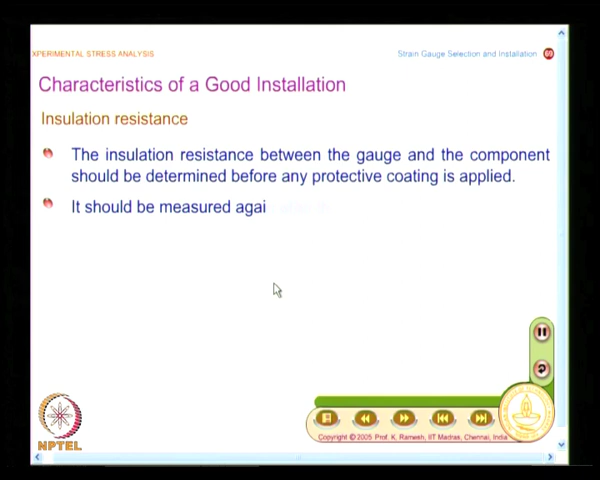 XPERIMENTAL STRESS ANALYSIS
Strain Gauge Selection and Installation 69
Characteristics of a Good Installation
Insulation resistance
The insulation resistance between the gauge and the component
should be determined before any protective coating is applied.
It should be measured agai
Copyright © 2005 Prof. K. Ramesh, IIT Madras, Chennai, India
NPTEL